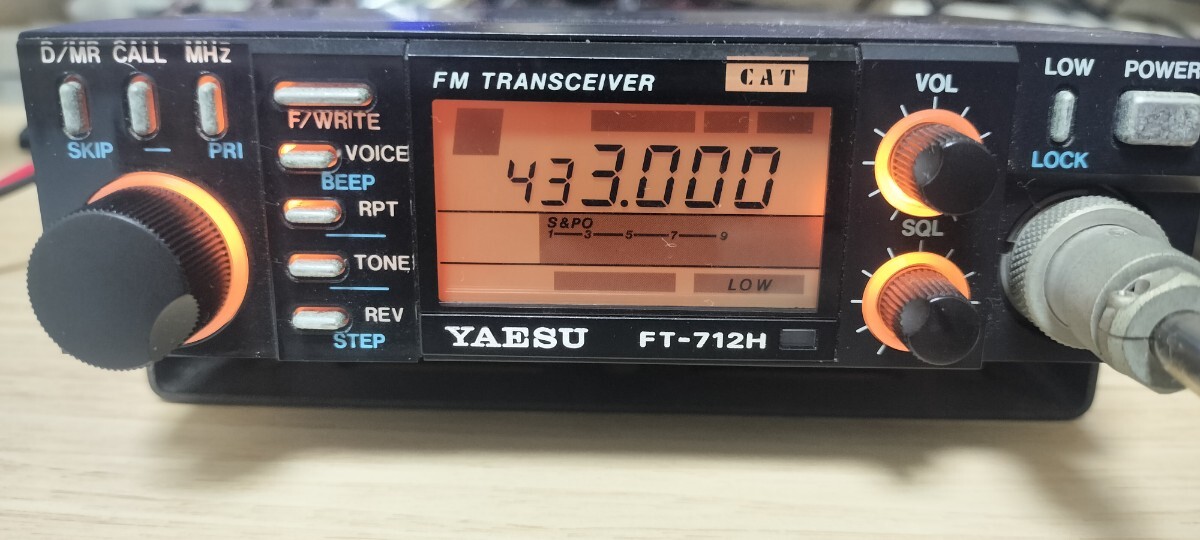 D/MR CALL MHz
SKIP — PRI
F/WRITE
VOICE
BEEP
RPT
TONE
REV
STEP
FM TRANSCEIVER
CAT
433.000
S&PO
1 3 5 7 9
LOW
YAESU FT-712H
VOL
SQL
LOW POWER
LOCK